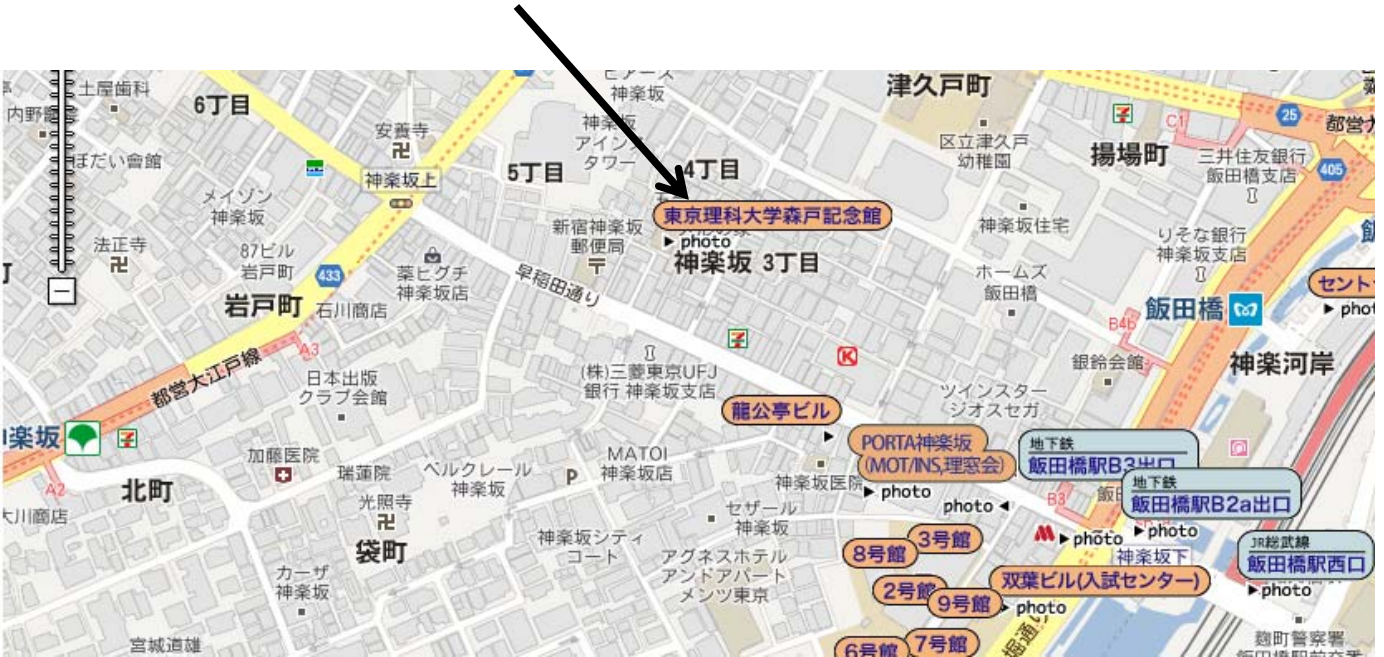 土屋歯科
6丁目
安養寺
ぼだい會館
メイゾン
神楽坂
法正寺
87ビル
岩戸町
433
岩戸町
石川商店
神楽坂上
薬ヒグチ
神楽坂店
5丁目
神楽坂
神楽坂
アインス
タワー
4丁目
東京理科大学森戸記念館
▶ photo
神楽坂 3丁目
新宿神楽坂
郵便局
早稲田通り
津久戸町
区立津久戸
幼稚園
揚場町
C1
25
405
三井住友銀行
飯田橋支店
神楽坂住宅
りそな銀行
神楽坂支店
ホームズ
飯田橋
飯田橋
▶ phot
B4b
銀鈴会館
神楽河岸
都営大江戸線
A3
日本出版
クラブ会館
(株)三菱東京UFJ
銀行 神楽坂支店
K
ツインスター
ジオスセガ
龍公亭ビル
PORTA神楽坂
(MOT/INS,理窓会)
▶ photo
地下鉄
飯田橋駅B3出口
地下鉄
飯田橋駅B2a出口
▶ photo
JR総武線
飯田橋駅西口
▶ photo
楽坂
A2
北町
加藤医院
瑞蓮院
ベルクレール
神楽坂
P
MATOI
神楽坂店
神楽坂医院
photo ◀
B3
▶ photo
神楽坂下
光照寺
袋町
神楽坂シティ
コート
セザール
神楽坂
アグネスホテル
アンドアパート
メンツ東京
3号館
8号館
2号館
9号館
双葉ビル(入試センター)
▶ photo
カーザ
神楽坂
宮城道雄
6号館
7号館
堀通り
麹町警察署